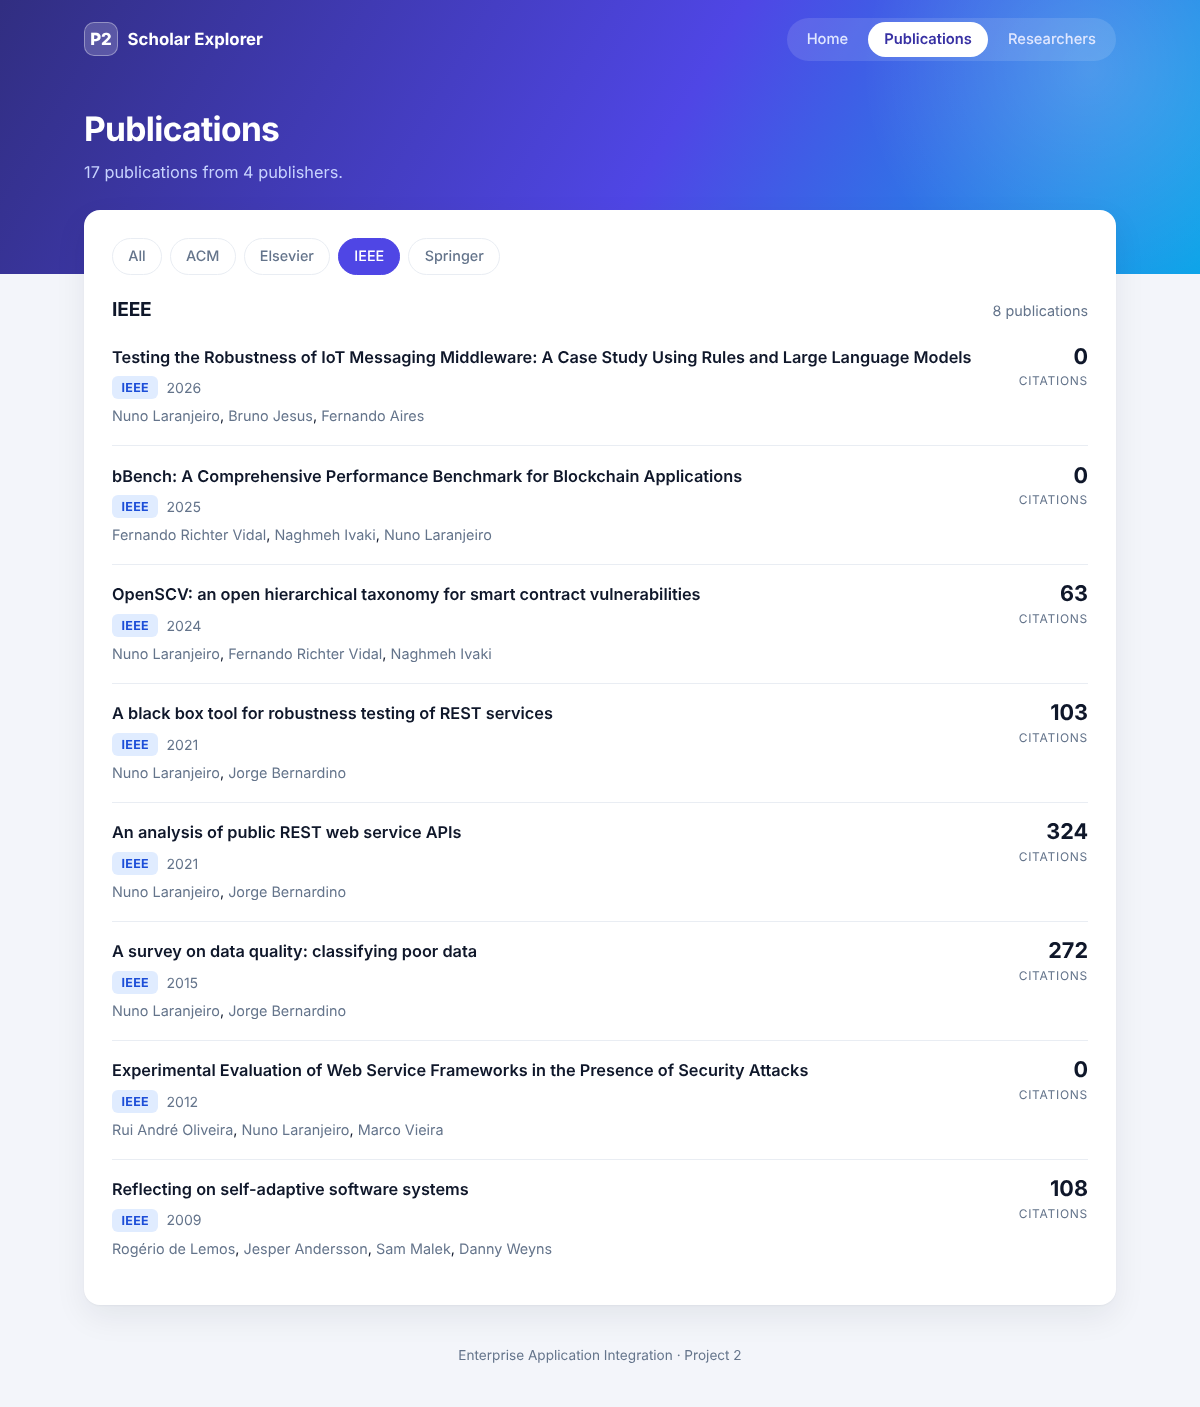 P2 Scholar Explorer
Home Publications Researchers
Publications
17 publications from 4 publishers.
All ACM Elsevier IEEE Springer
IEEE 8 publications
Testing the Robustness of IoT Messaging Middleware: A Case Study Using Rules and Large Language Models 0
IEEE 2026 CITATIONS
Nuno Laranjeiro, Bruno Jesus, Fernando Aires
bBench: A Comprehensive Performance Benchmark for Blockchain Applications 0
IEEE 2025 CITATIONS
Fernando Richter Vidal, Naghmeh Ivaki, Nuno Laranjeiro
OpenSCV: an open hierarchical taxonomy for smart contract vulnerabilities 63
IEEE 2024 CITATIONS
Nuno Laranjeiro, Fernando Richter Vidal, Naghmeh Ivaki
A black box tool for robustness testing of REST services 103
IEEE 2021 CITATIONS
Nuno Laranjeiro, Jorge Bernardino
An analysis of public REST web service APIs 324
IEEE 2021 CITATIONS
Nuno Laranjeiro, Jorge Bernardino
A survey on data quality: classifying poor data 272
IEEE 2015 CITATIONS
Nuno Laranjeiro, Jorge Bernardino
Experimental Evaluation of Web Service Frameworks in the Presence of Security Attacks 0
IEEE 2012 CITATIONS
Rui André Oliveira, Nuno Laranjeiro, Marco Vieira
Reflecting on self-adaptive software systems 108
IEEE 2009 CITATIONS
Rogério de Lemos, Jesper Andersson, Sam Malek, Danny Weyns
Enterprise Application Integration · Project 2